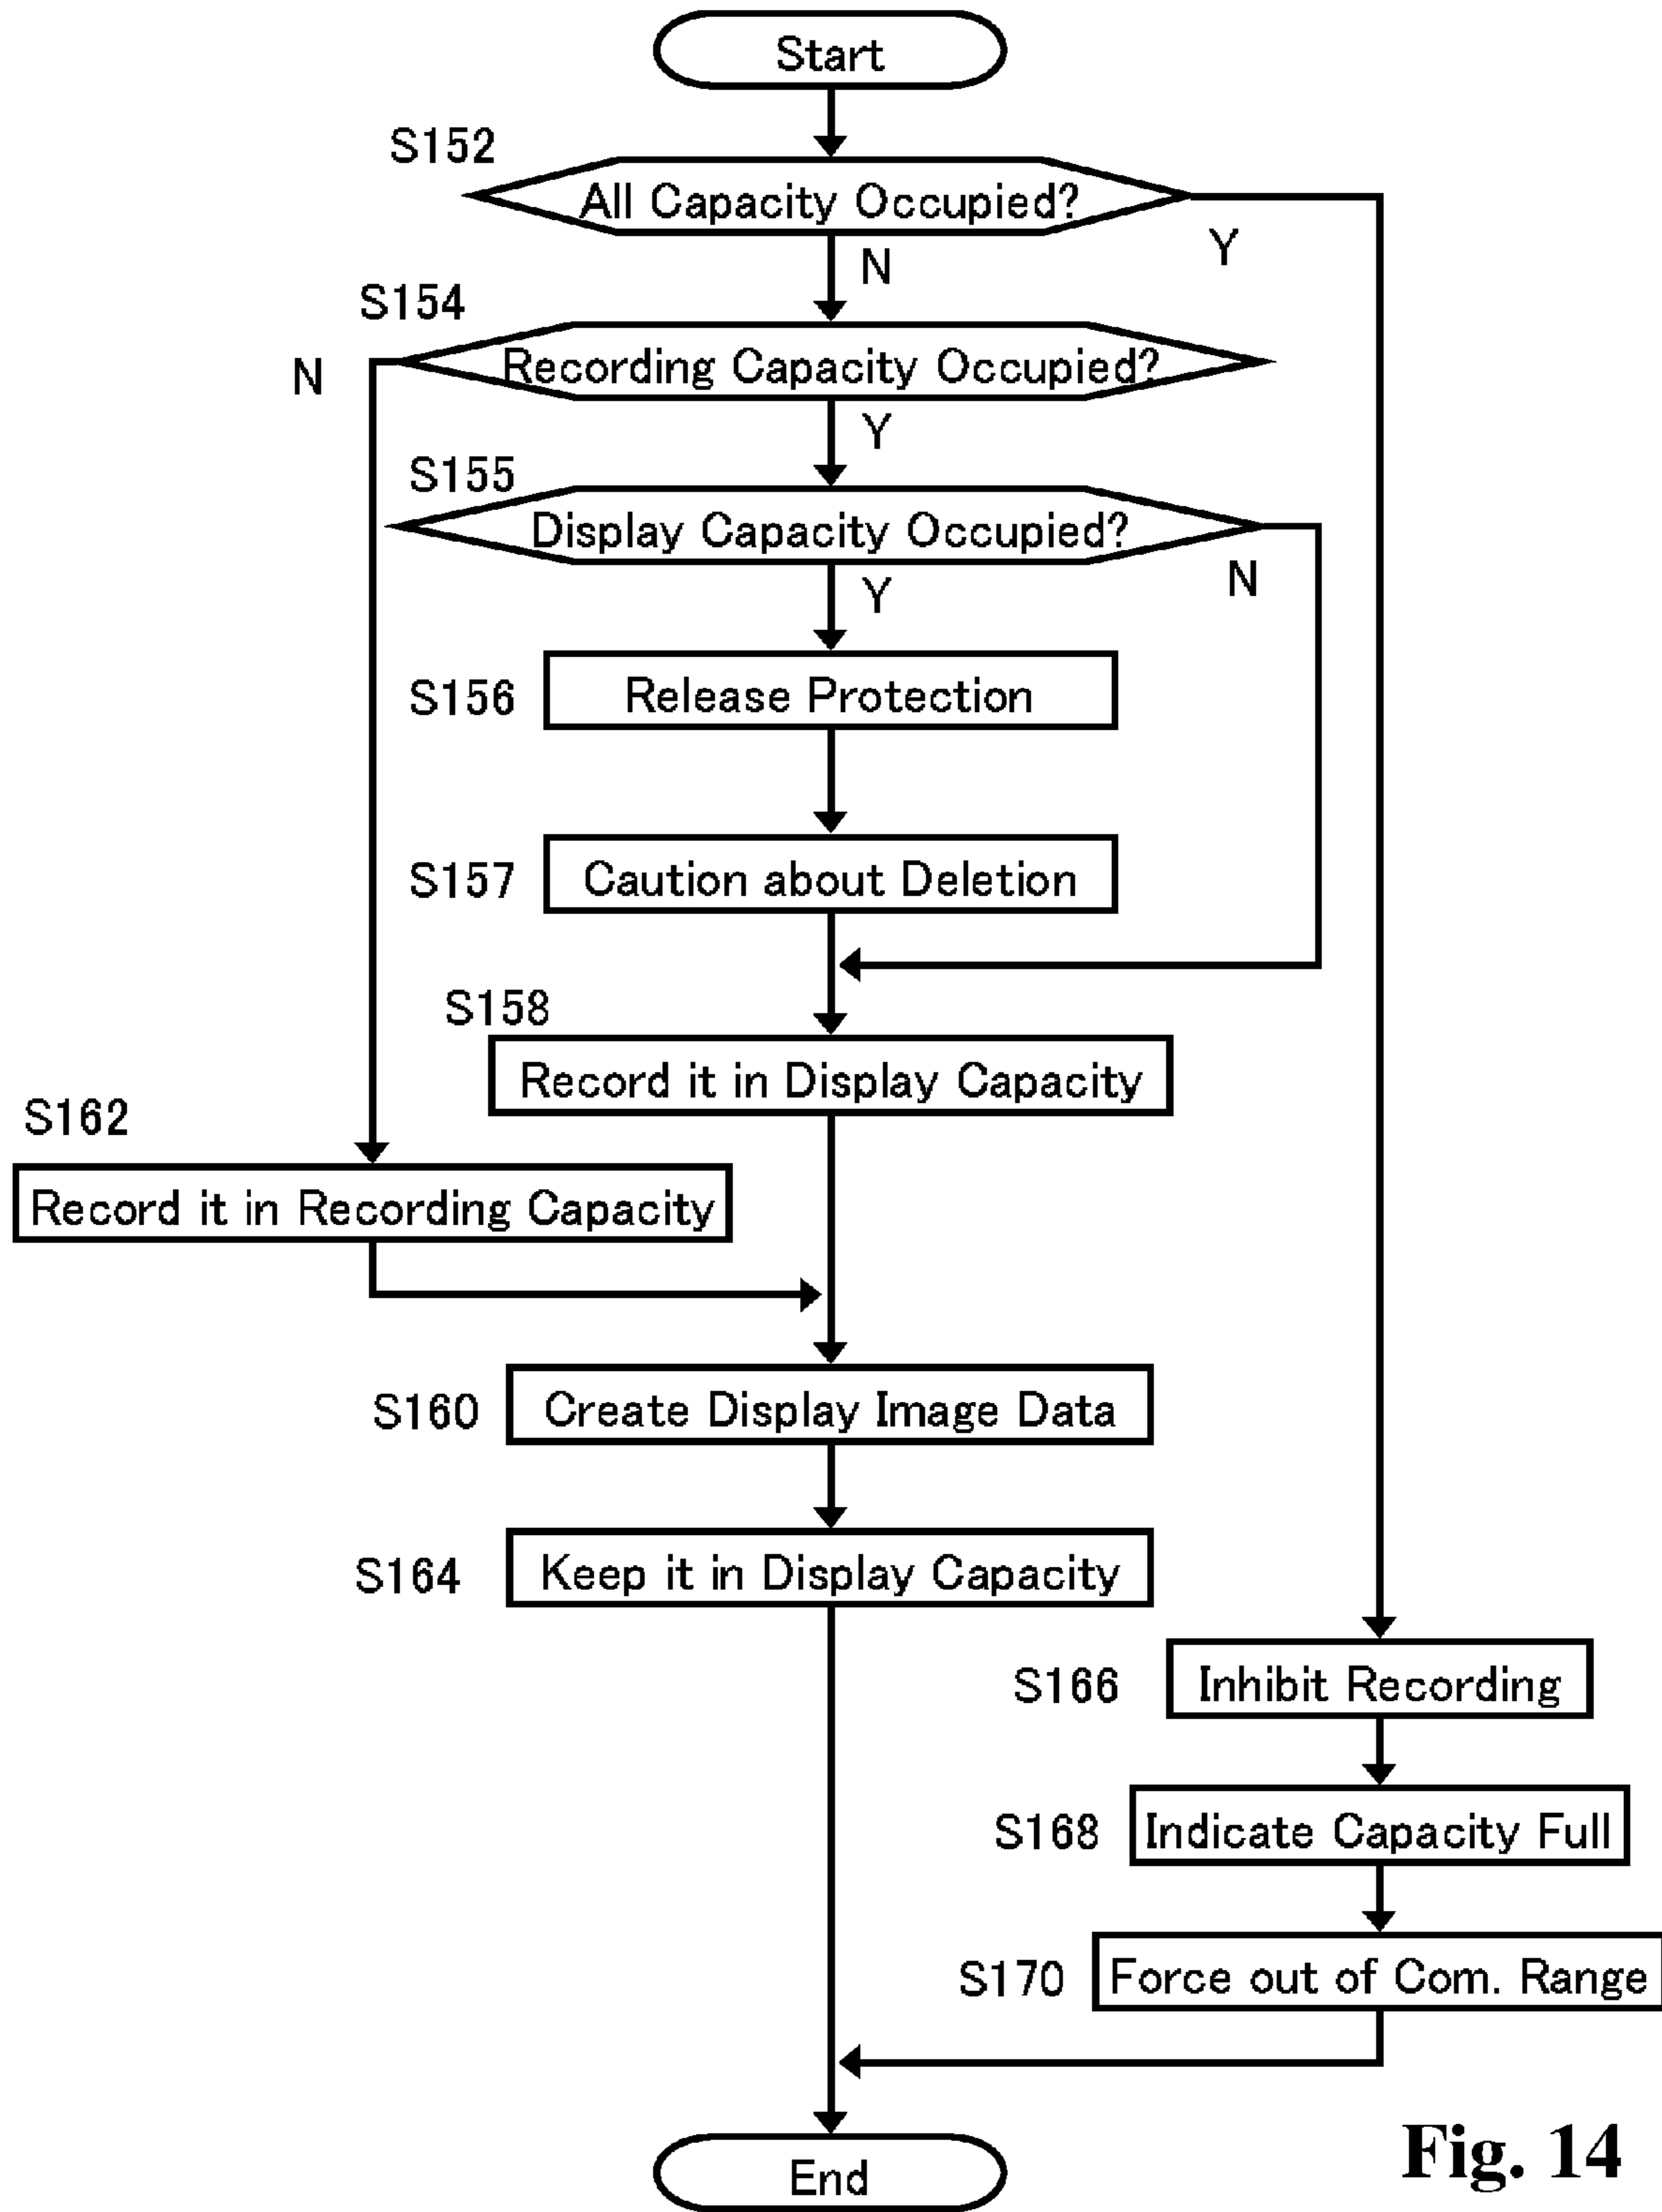 Start
S152
All Capacity Occupied?
Y
N
S154
N
Recording Capacity Occupied?
Y
S155
Display Capacity Occupied?
N
Y
S156
Release Protection
S157
Caution about Deletion
S158
Record it in Display Capacity
S162
Record it in Recording Capacity
S160
Create Display Image Data
S164
Keep it in Display Capacity
S166
Inhibit Recording
S168
Indicate Capacity Full
S170
Force out of Com. Range
End
Fig. 14